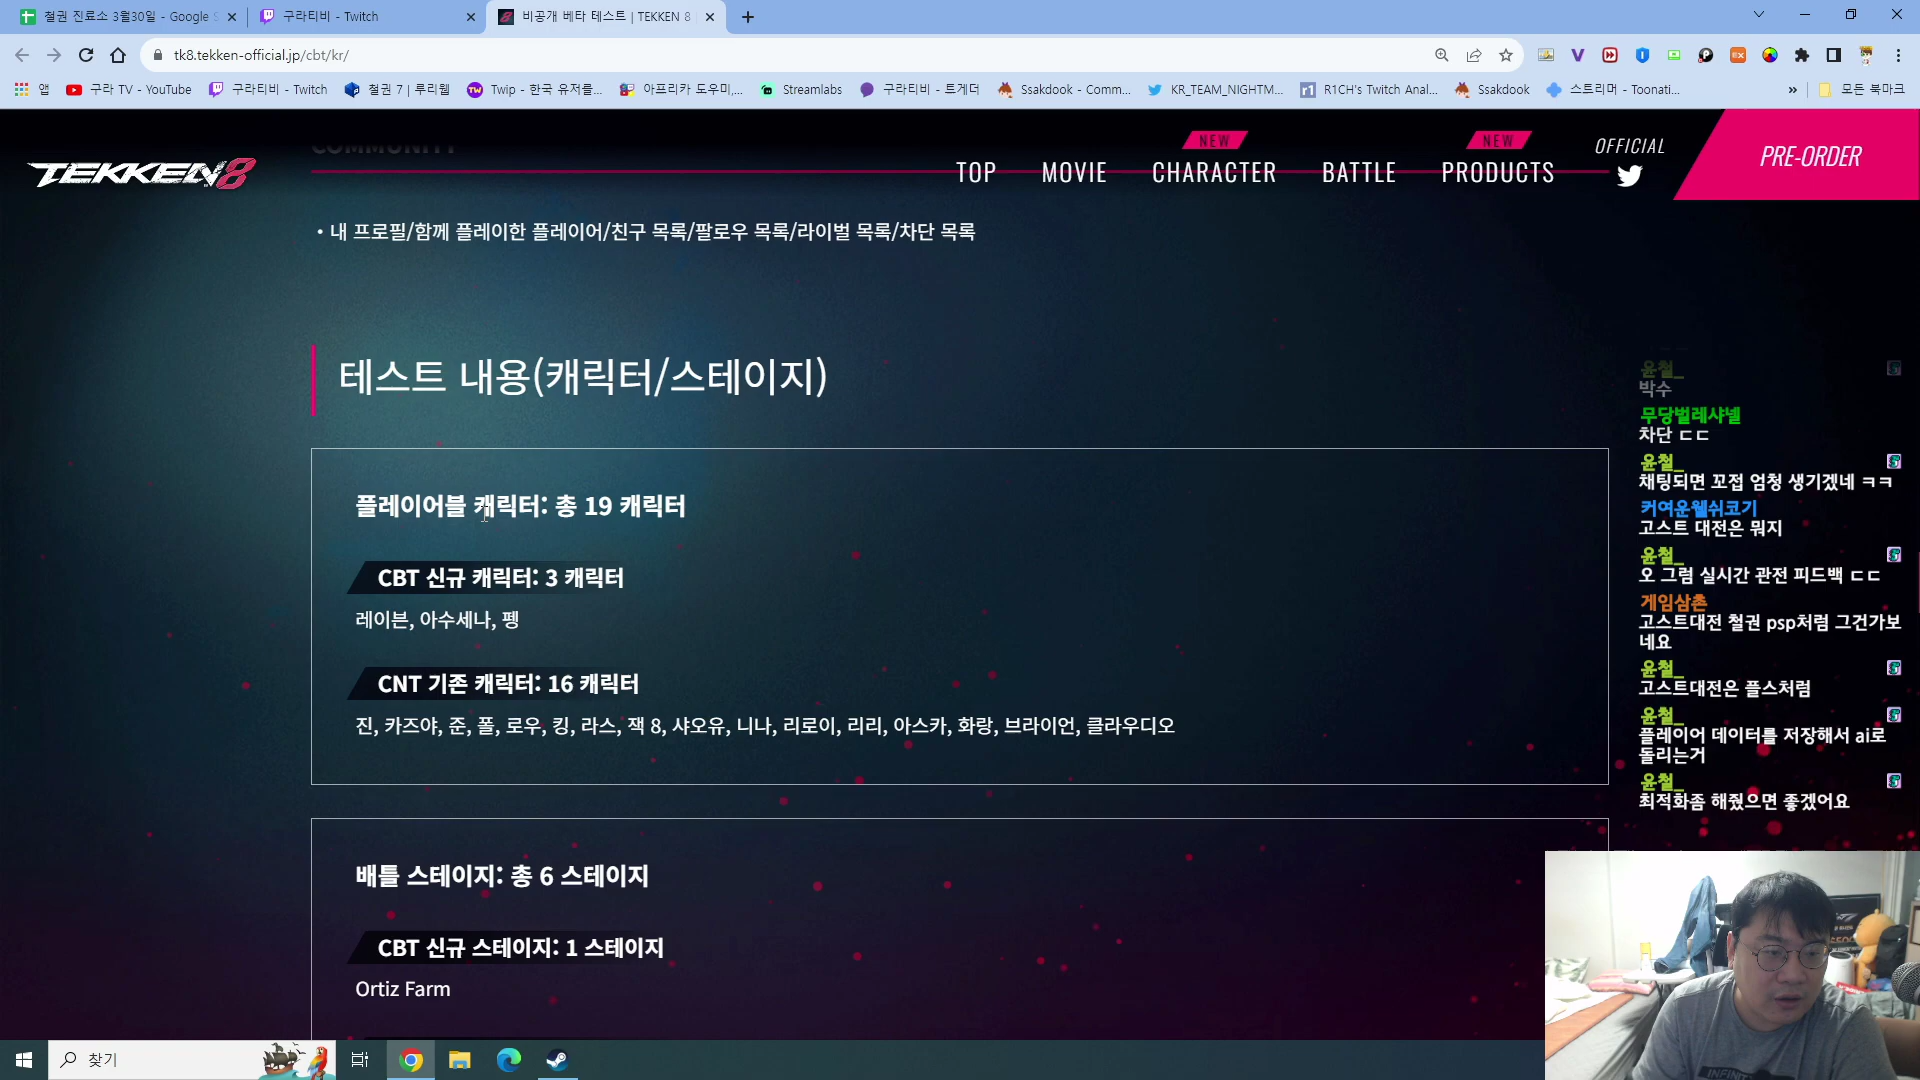 철권 진료소 3월30일 - Google S
구라티비 - Twitch
비공개 베타 테스트 | TEKKEN 8
tk8.tekken-official.jp/cbt/kr/
앱
구라 TV - YouTube
구라티비 - Twitch
철권 7 | 루리웹
Twip - 한국 유저를...
아프리카 도우미,...
Streamlabs
구라티비 - 트게더
Ssakdook - Comm...
KR_TEAM_NIGHTM...
R1CH's Twitch Anal...
Ssakdook
스트리머 - Toonati...
»
모든 북마크
TEKKEN 8
COMMUNITY
TOP
MOVIE
NEW
CHARACTER
BATTLE
NEW
PRODUCTS
OFFICIAL
PRE-ORDER
• 내 프로필/함께 플레이한 플레이어/친구 목록/팔로우 목록/라이벌 목록/차단 목록
테스트 내용(캐릭터/스테이지)
플레이어블 캐릭터: 총 19 캐릭터
CBT 신규 캐릭터: 3 캐릭터
레이븐, 아수세나, 펭
CNT 기존 캐릭터: 16 캐릭터
진, 카즈야, 준, 폴, 로우, 킹, 라스, 잭 8, 샤오유, 니나, 리로이, 리리, 아스카, 화랑, 브라이언, 클라우디오
배틀 스테이지: 총 6 스테이지
CBT 신규 스테이지: 1 스테이지
Ortiz Farm
윤철_
박수
무당벌레샤넬
차단 ㄷㄷ
윤철_
채팅되면 꼬접 엄청 생기겠네 ㅋㅋ
커여운웰쉬코기
고스트 대전은 뭐지
윤철_
오 그럼 실시간 관전 피드백 ㄷㄷ
게임삼촌
고스트대전 철권 psp처럼 그건가보
네요
윤철_
고스트대전은 플스처럼
윤철_
플레이어 데이터를 저장해서 ai로
돌리는거
윤철_
최적화좀 해줬으면 좋겠어요
찾기